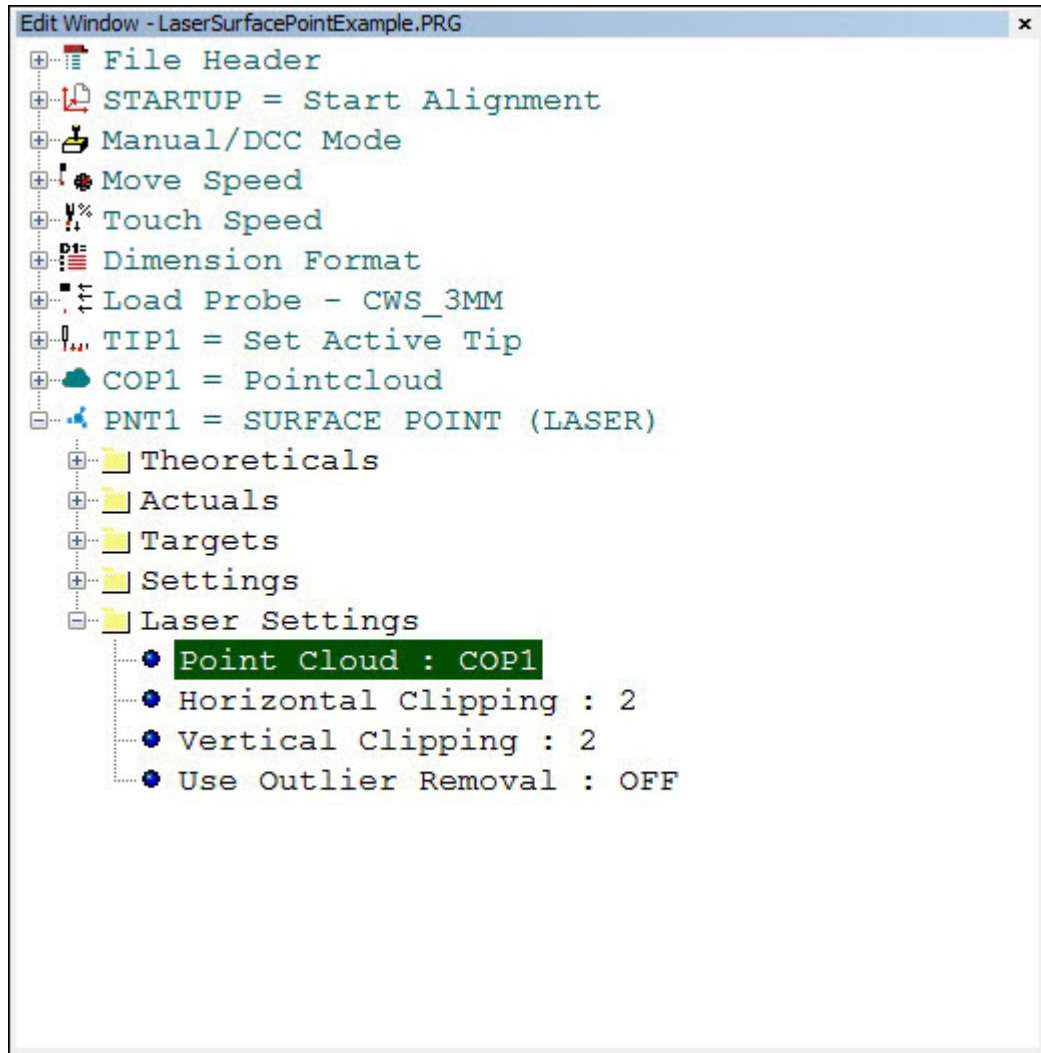 Edit Window - LaserSurfacePointExample.PRG
File Header
STARTUP = Start Alignment
Manual/DCC Mode
Move Speed
Touch Speed
Dimension Format
Load Probe - CWS_3MM
TIP1 = Set Active Tip
COP1 = Pointcloud
PNT1 = SURFACE POINT (LASER)
Theoreticals
Actuals
Targets
Settings
Laser Settings
Point Cloud : COP1
Horizontal Clipping : 2
Vertical Clipping : 2
Use Outlier Removal : OFF